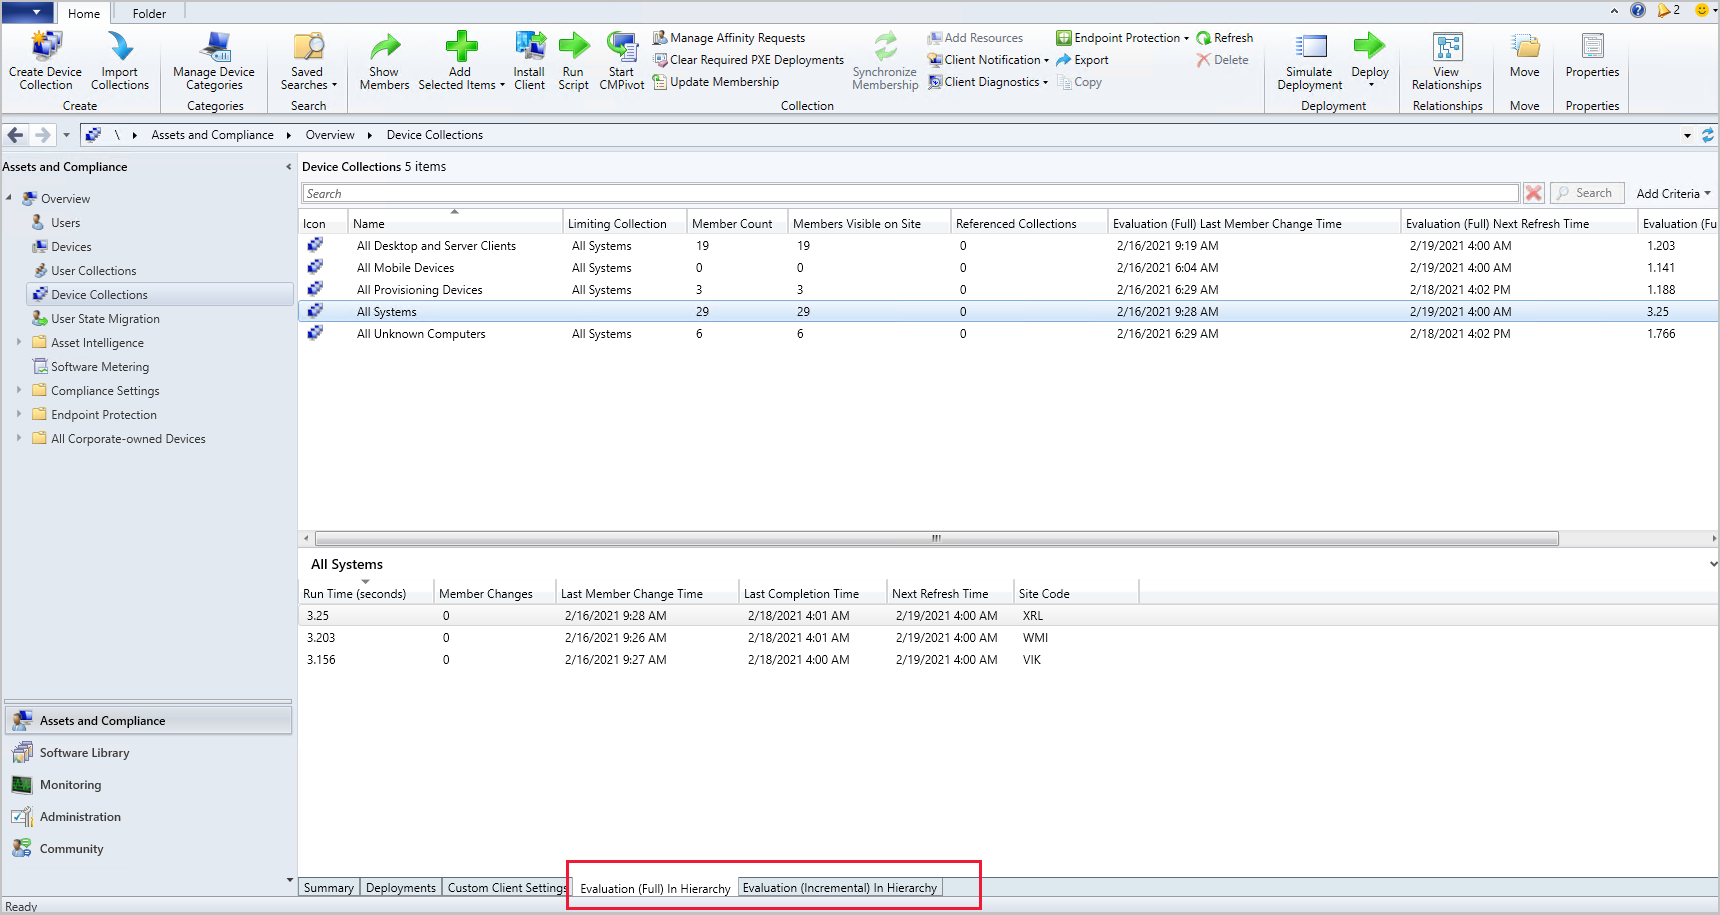 Home Folder
2
Create Device Collection
Import Collections
Create
Manage Device Categories
Categories
Saved Searches
Search
Show Members
Add Selected Items
Install Client
Run Script
Start CMPivot
Manage Affinity Requests
Clear Required PXE Deployments
Update Membership
Synchronize Membership
Add Resources
Client Notification
Client Diagnostics
Endpoint Protection
Export
Copy
Refresh
Delete
Collection
Simulate Deployment
Deploy
Deployment
View Relationships
Relationships
Move
Move
Properties
Properties
\ Assets and Compliance Overview Device Collections
Assets and Compliance
Overview
Users
Devices
User Collections
Device Collections
User State Migration
Asset Intelligence
Software Metering
Compliance Settings
Endpoint Protection
All Corporate-owned Devices
Assets and Compliance
Software Library
Monitoring
Administration
Community
Device Collections 5 items
Search Search Add Criteria
Icon Name Limiting Collection Member Count Members Visible on Site Referenced Collections Evaluation (Full) Last Member Change Time Evaluation (Full) Next Refresh Time Evaluation (Fu
All Desktop and Server Clients All Systems 19 19 0 2/16/2021 9:19 AM 2/19/2021 4:00 AM 1.203
All Mobile Devices All Systems 0 0 0 2/16/2021 6:04 AM 2/19/2021 4:00 AM 1.141
All Provisioning Devices All Systems 3 3 0 2/16/2021 6:29 AM 2/18/2021 4:02 PM 1.188
All Systems 29 29 0 2/16/2021 9:28 AM 2/19/2021 4:00 AM 3.25
All Unknown Computers All Systems 6 6 0 2/16/2021 6:29 AM 2/18/2021 4:02 PM 1.766
All Systems
Run Time (seconds) Member Changes Last Member Change Time Last Completion Time Next Refresh Time Site Code
3.25 0 2/16/2021 9:28 AM 2/18/2021 4:01 AM 2/19/2021 4:00 AM XRL
3.203 0 2/16/2021 9:26 AM 2/18/2021 4:01 AM 2/19/2021 4:00 AM WMI
3.156 0 2/16/2021 9:27 AM 2/18/2021 4:00 AM 2/19/2021 4:00 AM VIK
Summary Deployments Custom Client Settings Evaluation (Full) In Hierarchy Evaluation (Incremental) In Hierarchy
Ready